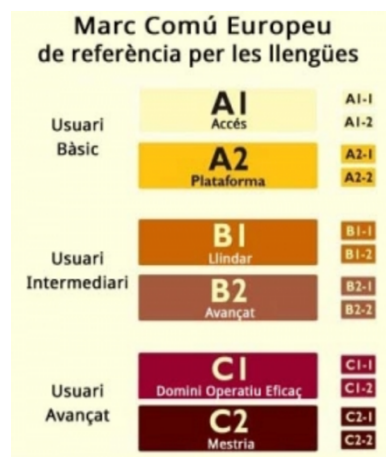 Marc Comú Europeu
de referència per les llengües
Usuari
Bàsic
A1
Accés
A1-1
A1-2
A2
Plataforma
A2-1
A2-2
Usuari
Intermediari
B1
Llindar
B1-1
B1-2
B2
Avançat
B2-1
B2-2
Usuari
Avançat
C1
Domini Operatiu Eficaç
C1-1
C1-2
C2
Mestria
C2-1
C2-2